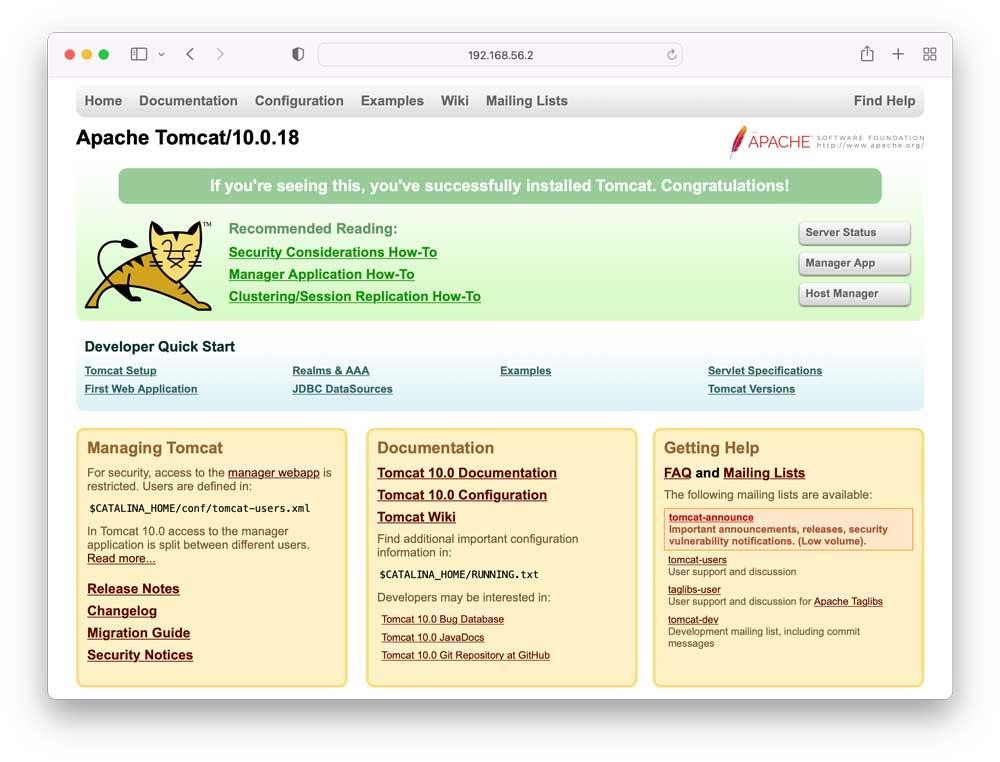 192.168.56.2
Home Documentation Configuration Examples Wiki Mailing Lists Find Help
Apache Tomcat/10.0.18
THE
APACHE
SOFTWARE FOUNDATION
http://www.apache.org/
If you're seeing this, you've successfully installed Tomcat. Congratulations!
TM
Recommended Reading:
Security Considerations How-To
Manager Application How-To
Clustering/Session Replication How-To
Server Status
Manager App
Host Manager
Developer Quick Start
Tomcat Setup
First Web Application
Realms & AAA
JDBC DataSources
Examples
Servlet Specifications
Tomcat Versions
Managing Tomcat
For security, access to the manager webapp is
restricted. Users are defined in:
$CATALINA_HOME/conf/tomcat-users.xml
In Tomcat 10.0 access to the manager
application is split between different users.
Read more...
Release Notes
Changelog
Migration Guide
Security Notices
Documentation
Tomcat 10.0 Documentation
Tomcat 10.0 Configuration
Tomcat Wiki
Find additional important configuration
information in:
$CATALINA_HOME/RUNNING.txt
Developers may be interested in:
Tomcat 10.0 Bug Database
Tomcat 10.0 JavaDocs
Tomcat 10.0 Git Repository at GitHub
Getting Help
FAQ and Mailing Lists
The following mailing lists are available:
tomcat-announce
Important announcements, releases, security
vulnerability notifications. (Low volume).
tomcat-users
User support and discussion
taglibs-user
User support and discussion for Apache Taglibs
tomcat-dev
Development mailing list, including commit
messages